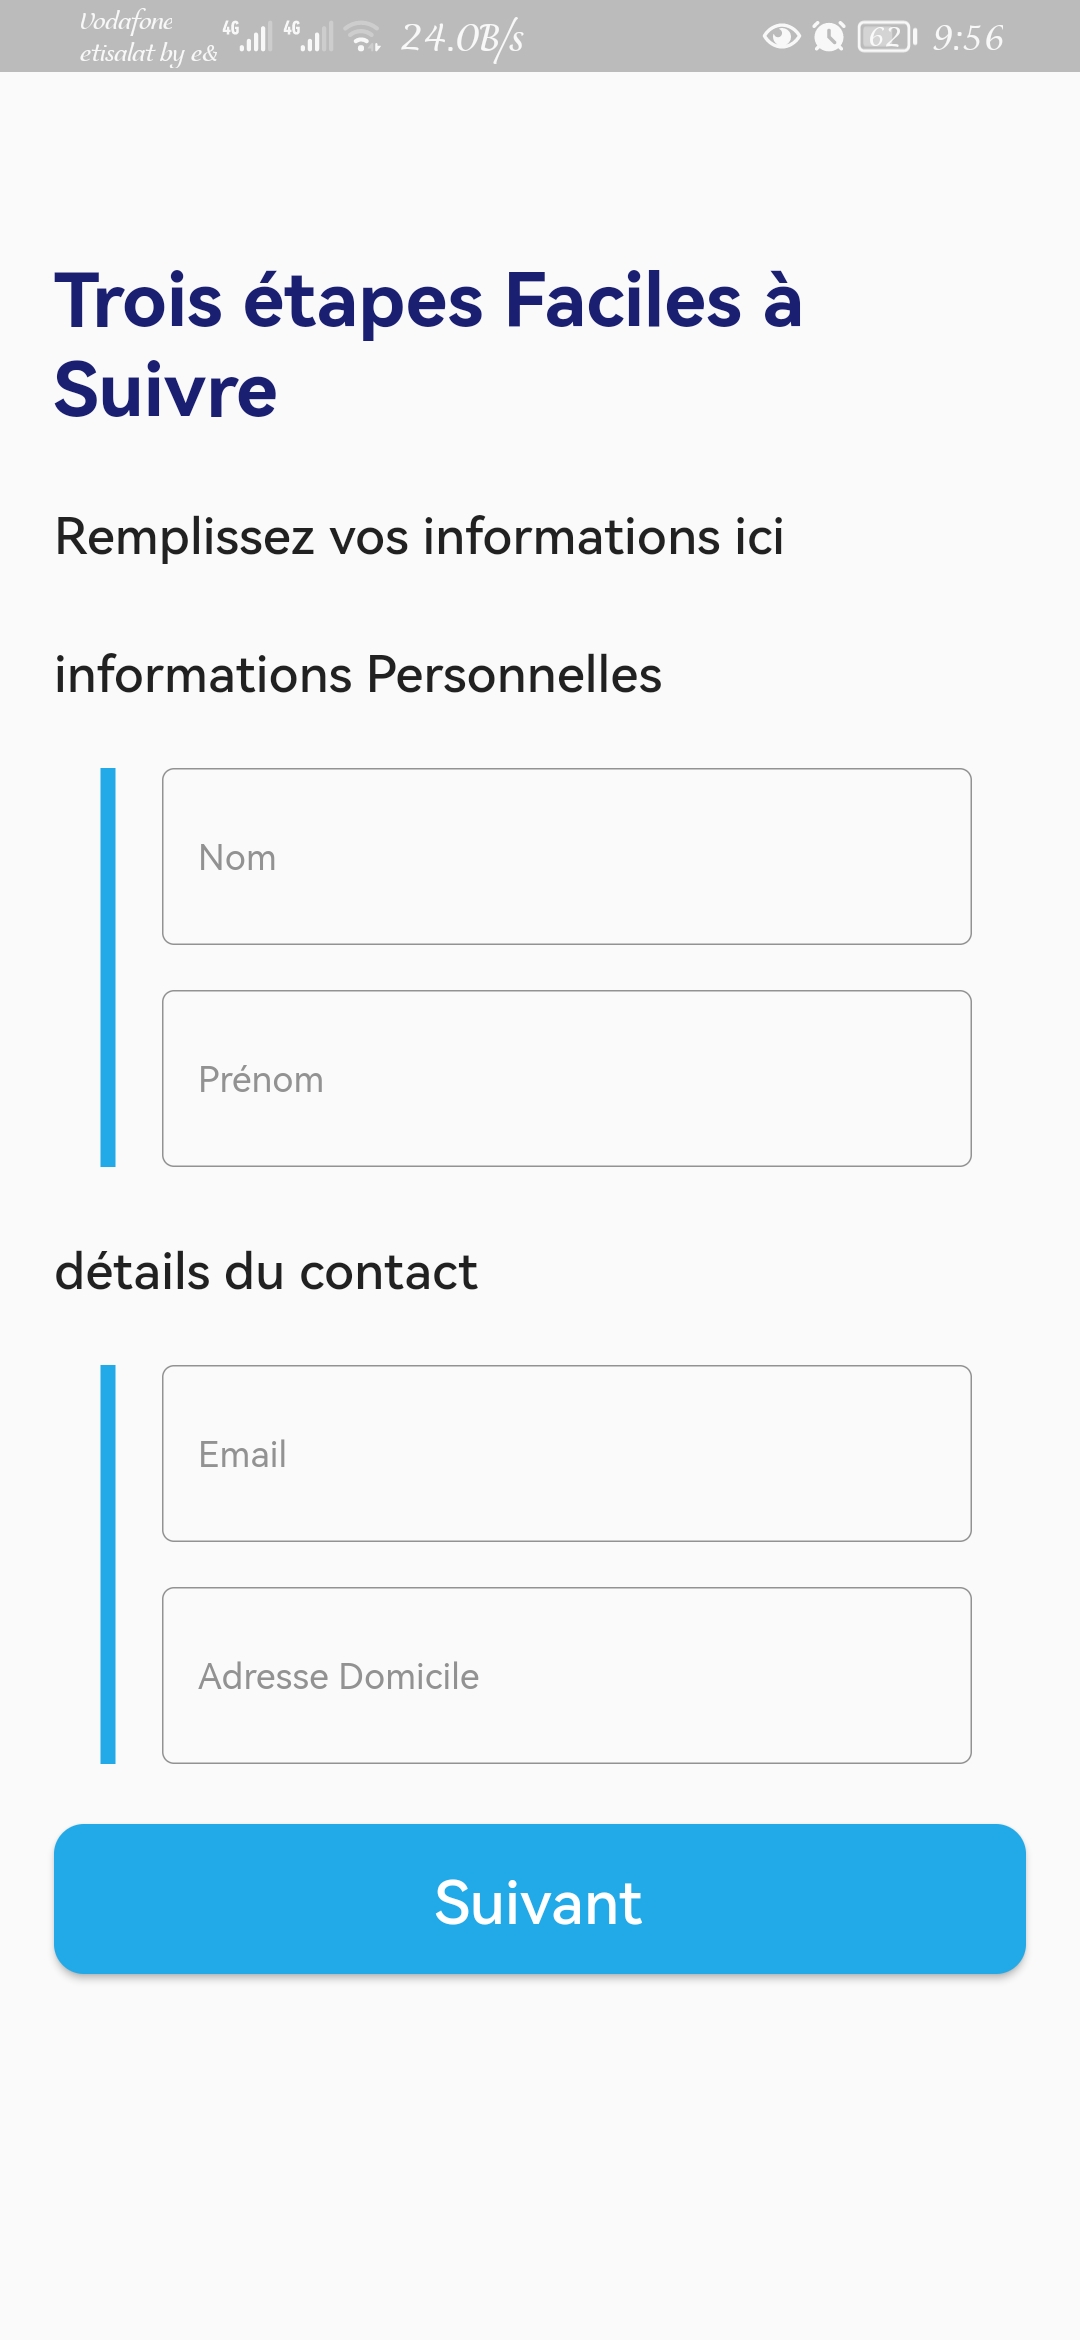 Vodafone
etisalat by e&
4G 4G 24.0B/s 62 9:56
Trois étapes Faciles à
Suivre
Remplissez vos informations ici
informations Personnelles
Nom
Prénom
détails du contact
Email
Adresse Domicile
Suivant